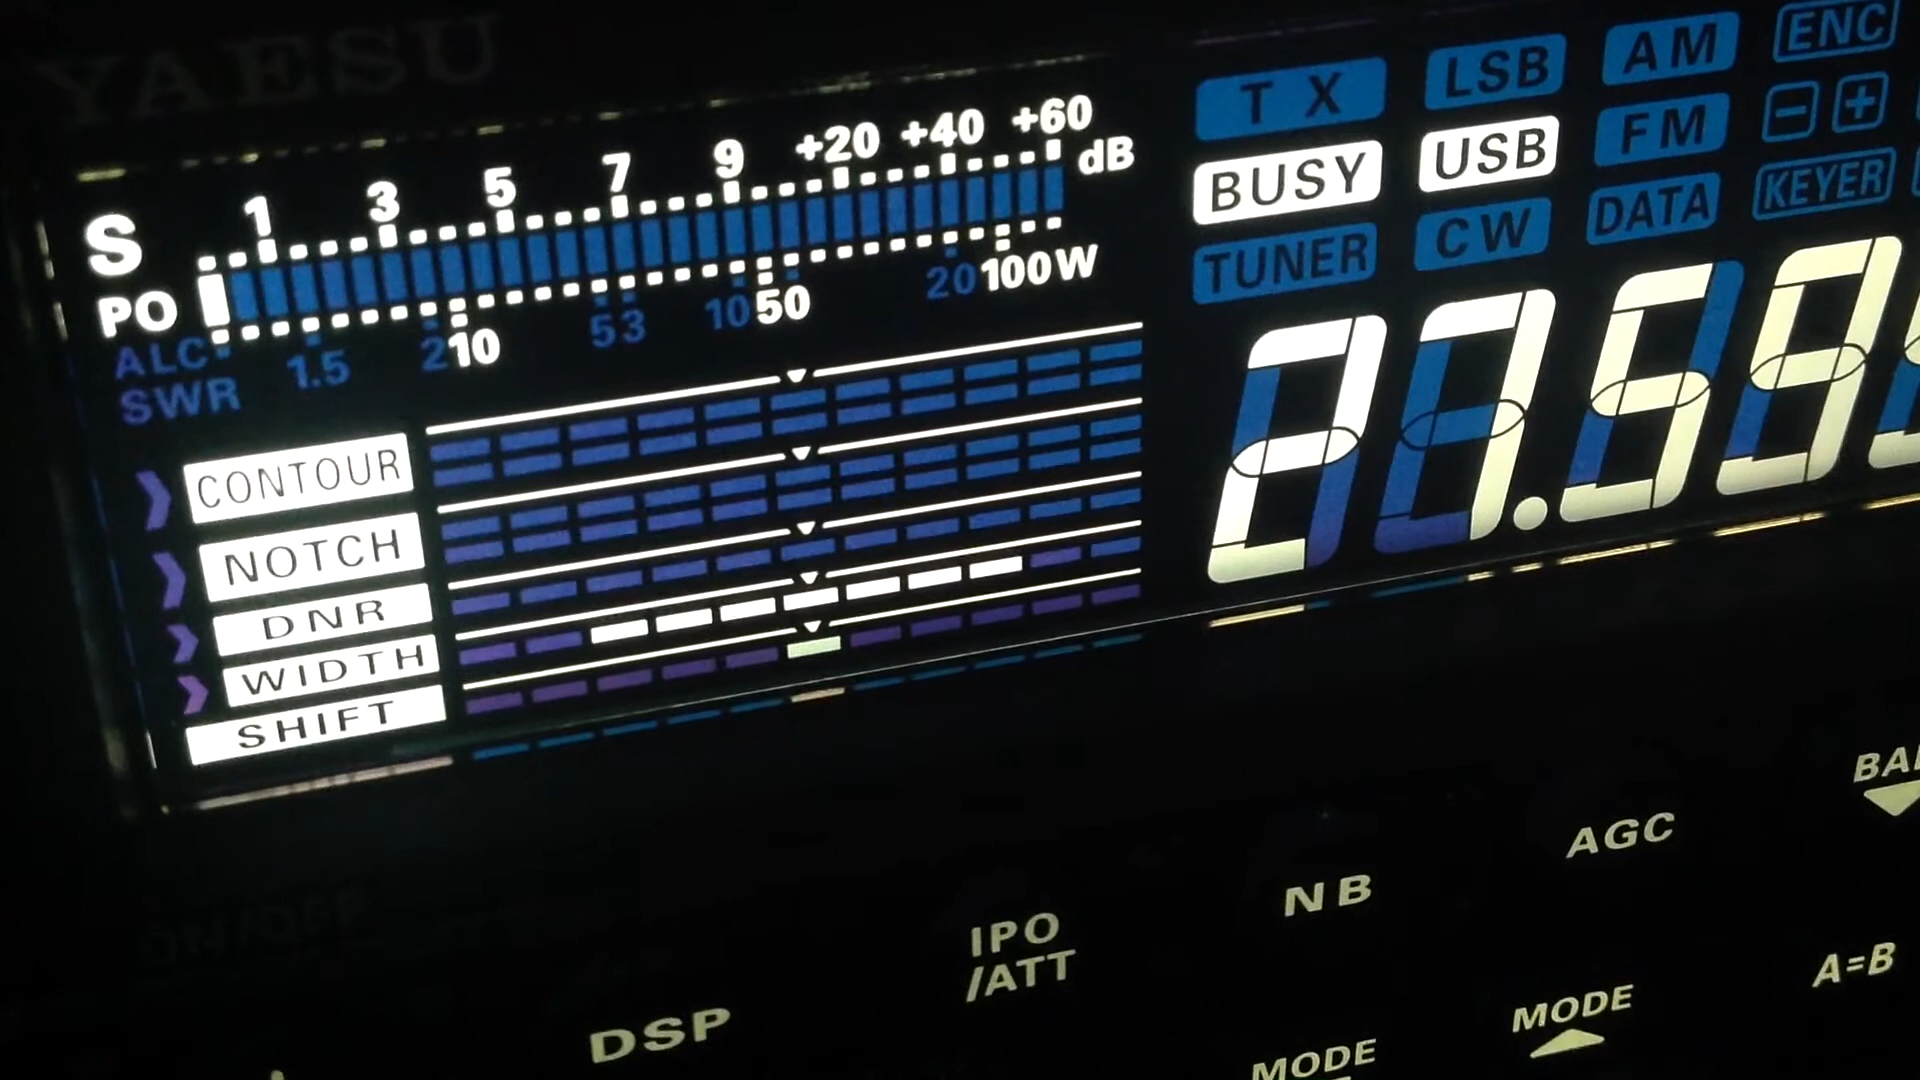 YAESU
1 3 5 7 9 +20 +40 +60
S dB
PO 10 50 100W
ALC
SWR 1.5 2 3 5 10 20
CONTOUR
NOTCH
DNR
WIDTH
SHIFT
TX LSB AM ENC
BUSY USB FM - +
TUNER CW DATA KEYER
27.59
AGC
NB
IPO
/ATT
DSP
A=B
MODE
MODE